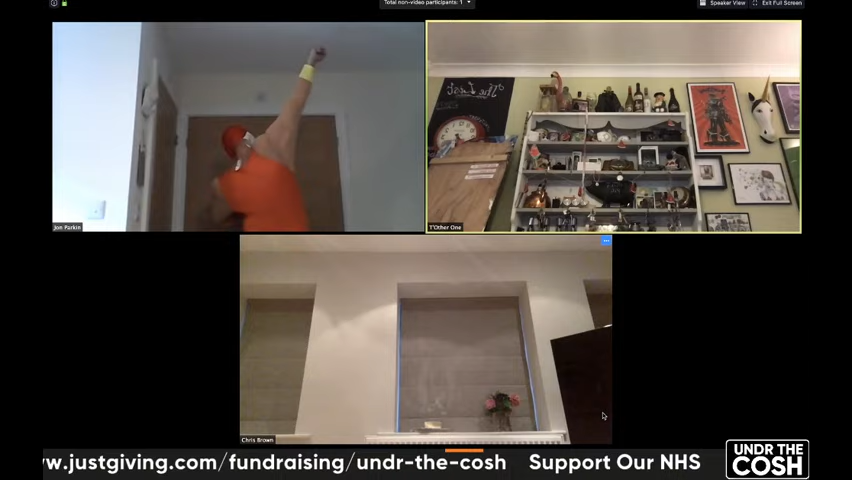 Total non-video participants: 1
Speaker View
Exit Full Screen
Jon Parkin
T'Other One
Chris Brown
w.justgiving.com/fundraising/undr-the-cosh
Support Our NHS
UNDR THE
COSH